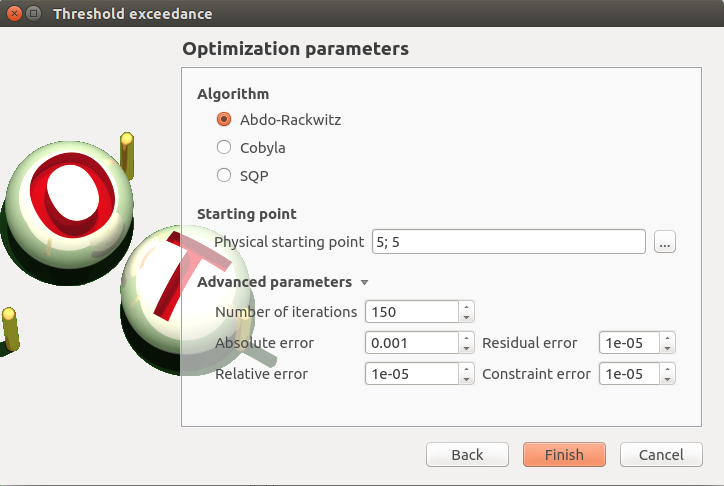 Threshold exceedance
Optimization parameters
Algorithm
Abdo-Rackwitz
Cobyla
SQP
Starting point
Physical starting point 5; 5 ...
Advanced parameters
Number of iterations 150
Absolute error 0.001 Residual error 1e-05
Relative error 1e-05 Constraint error 1e-05
O
T
Back Finish Cancel